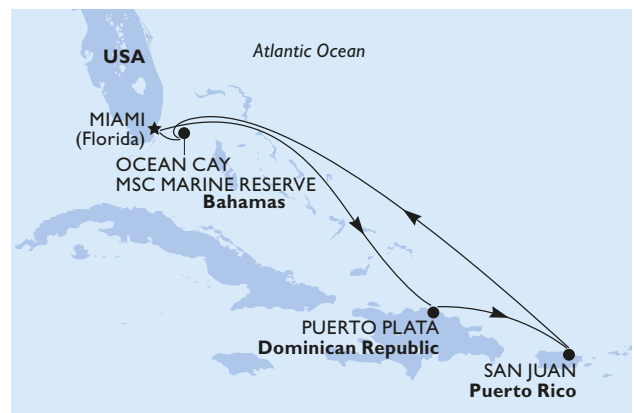 Atlantic Ocean
USA
MIAMI
(Florida)
OCEAN CAY
MSC MARINE RESERVE
Bahamas
PUERTO PLATA
Dominican Republic
SAN JUAN
Puerto Rico